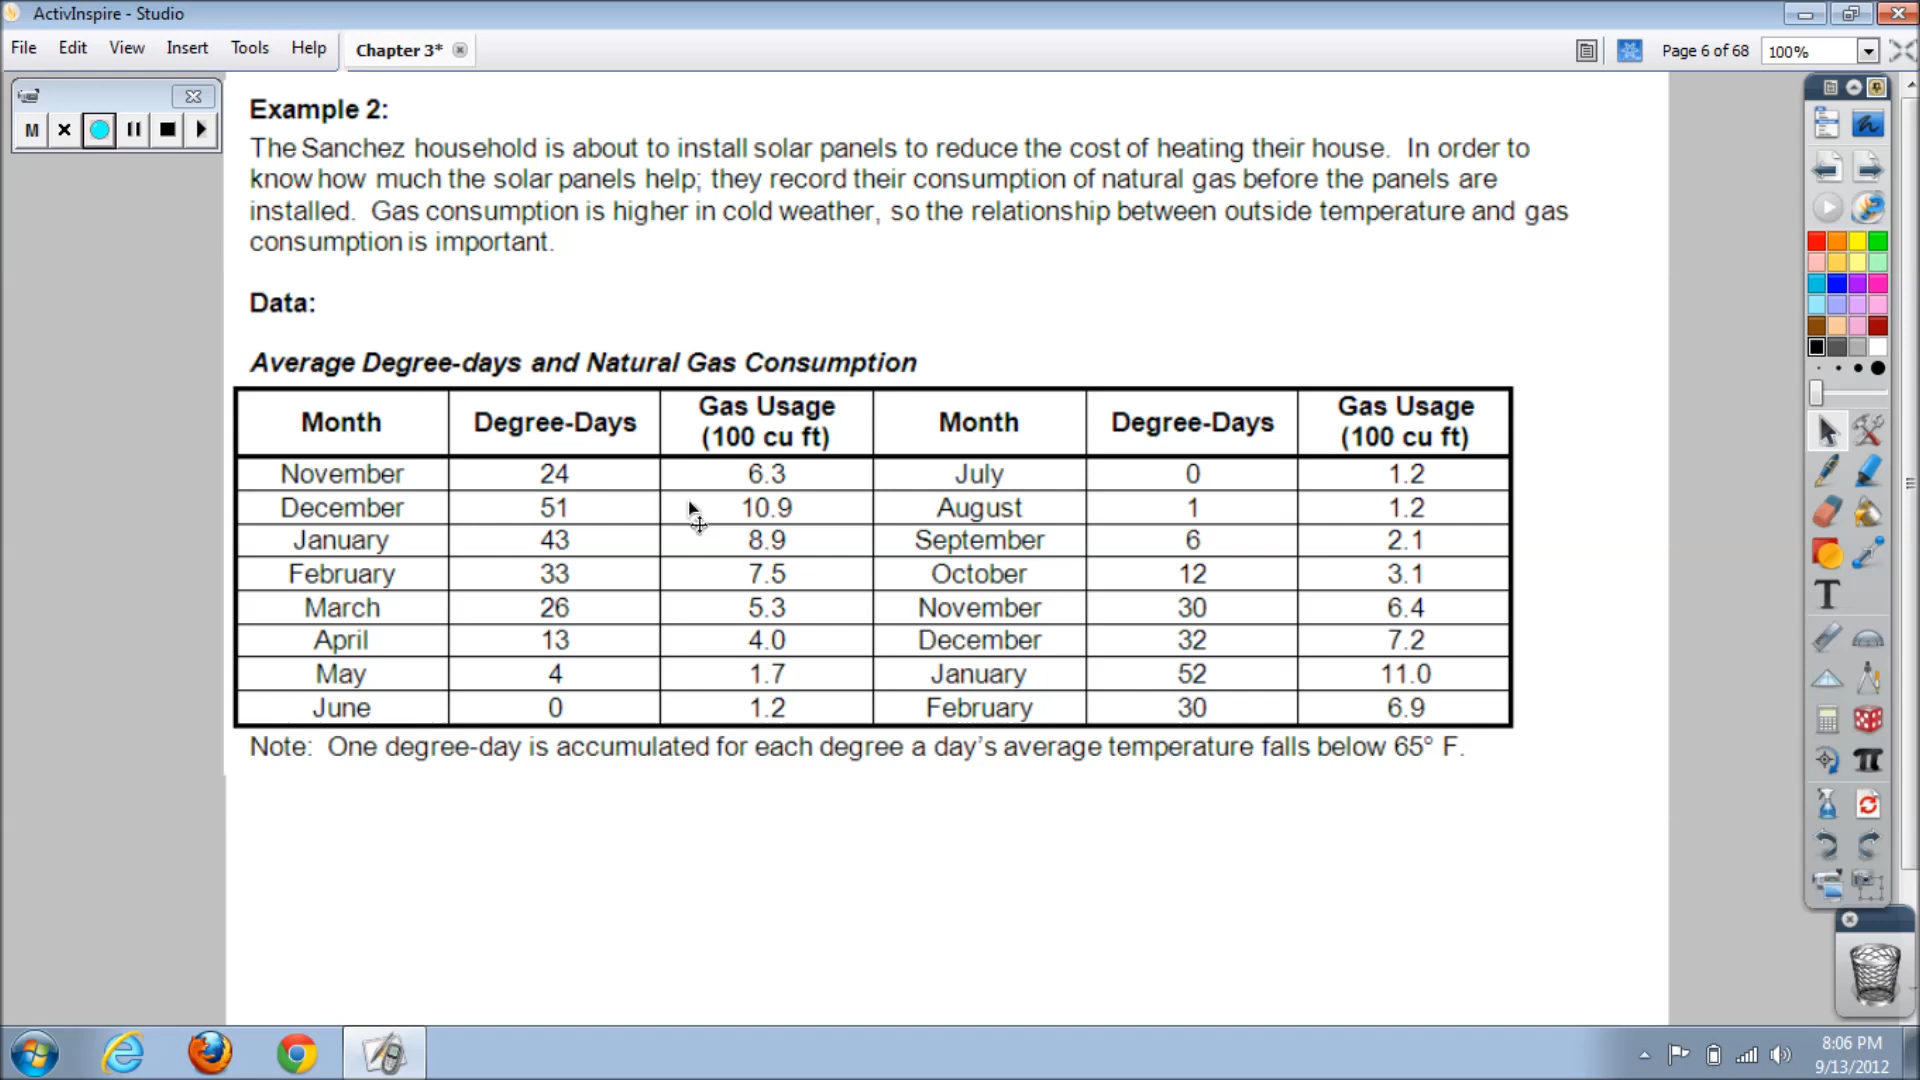 ActivInspire - Studio
File Edit View Insert Tools Help Chapter 3* Page 6 of 68 100%
M
Example 2:
The Sanchez household is about to install solar panels to reduce the cost of heating their house. In order to
know how much the solar panels help; they record their consumption of natural gas before the panels are
installed. Gas consumption is higher in cold weather, so the relationship between outside temperature and gas
consumption is important.
Data:
Average Degree-days and Natural Gas Consumption
Month Degree-Days Gas Usage (100 cu ft) Month Degree-Days Gas Usage (100 cu ft)
November 24 6.3 July 0 1.2
December 51 10.9 August 1 1.2
January 43 8.9 September 6 2.1
February 33 7.5 October 12 3.1
March 26 5.3 November 30 6.4
April 13 4.0 December 32 7.2
May 4 1.7 January 52 11.0
June 0 1.2 February 30 6.9
Note: One degree-day is accumulated for each degree a day's average temperature falls below 65° F.
8:06 PM
9/13/2012